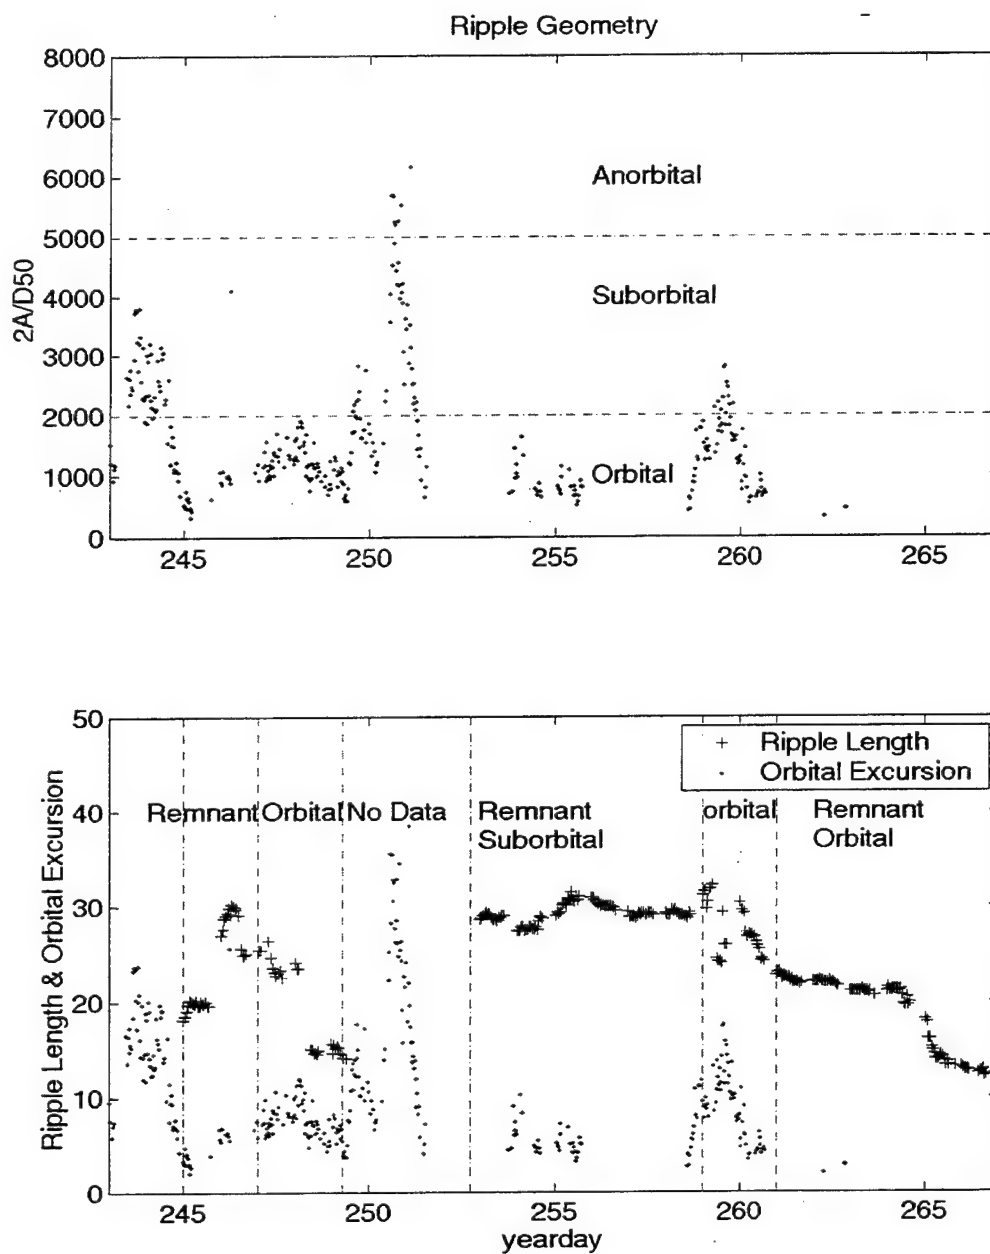 Ripple Geometry
8000
7000
6000
5000
4000
3000
2000
1000
0
2A/D50
Anorbital
Suborbital
Orbital
245
250
255
260
265
50
40
30
20
10
0
Ripple Length & Orbital Excursion
Ripple Length
Orbital Excursion
Remnant
Orbital
No Data
Remnant
Suborbital
orbital
Remnant
Orbital
245
250
255
260
265
yearday